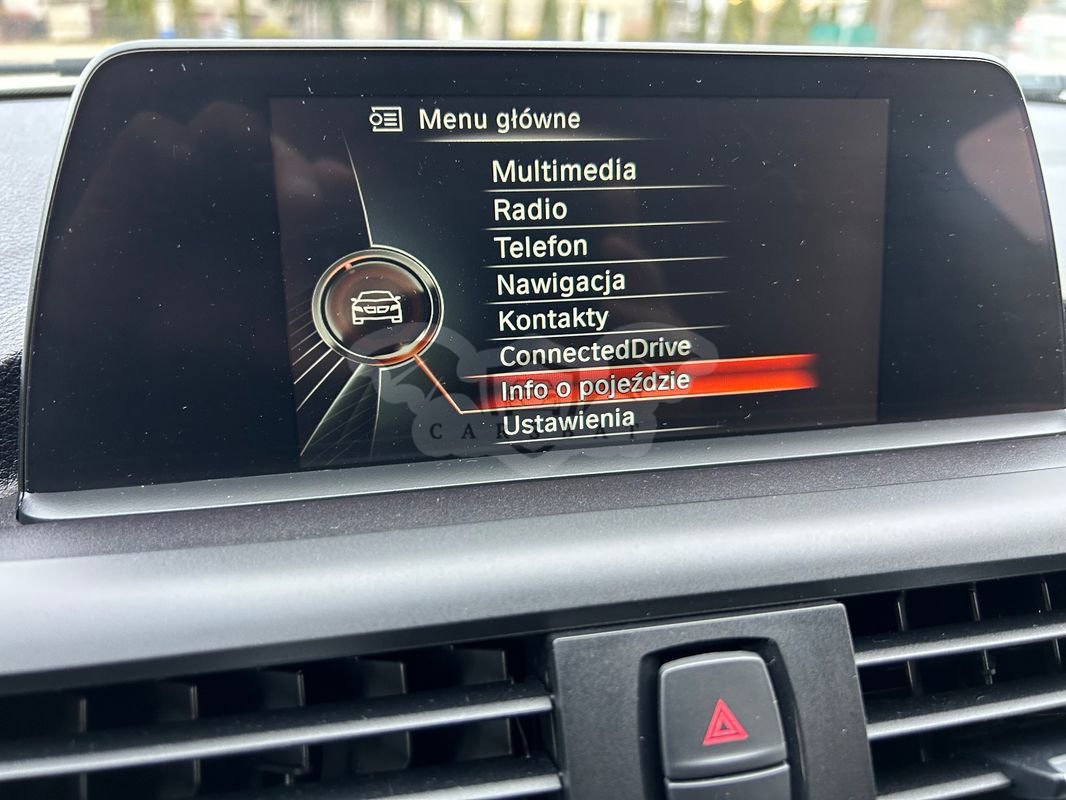 Menu główne
Multimedia
Radio
Telefon
Nawigacja
Kontakty
ConnectedDrive
Info o pojeździe
Ustawienia